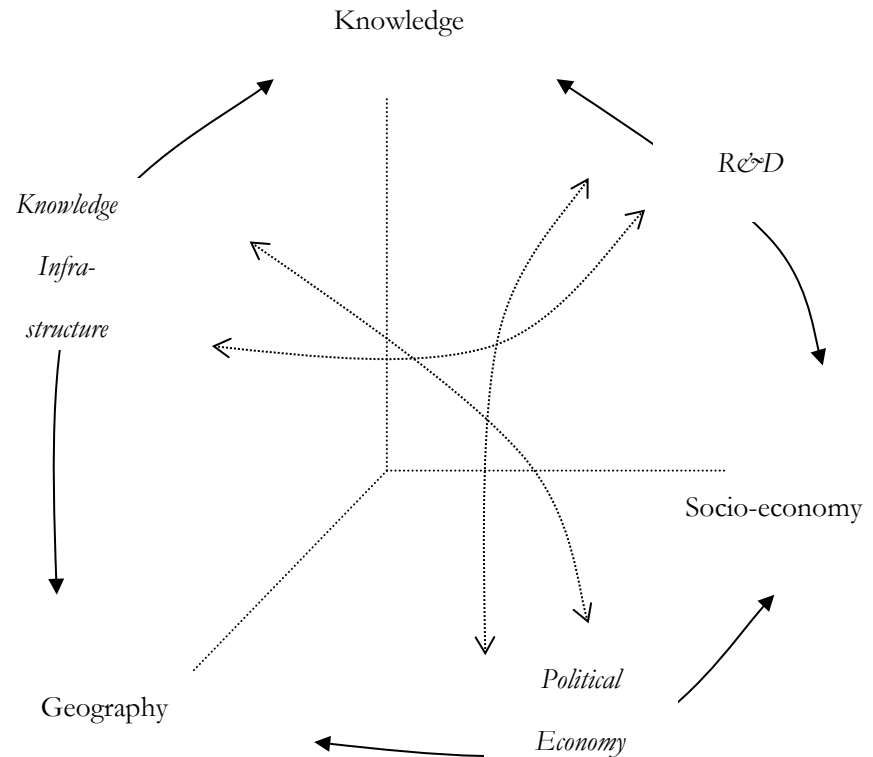 Knowledge
R&D
Knowledge
Infra-
structure
Socio-economy
Political
Economy
Geography